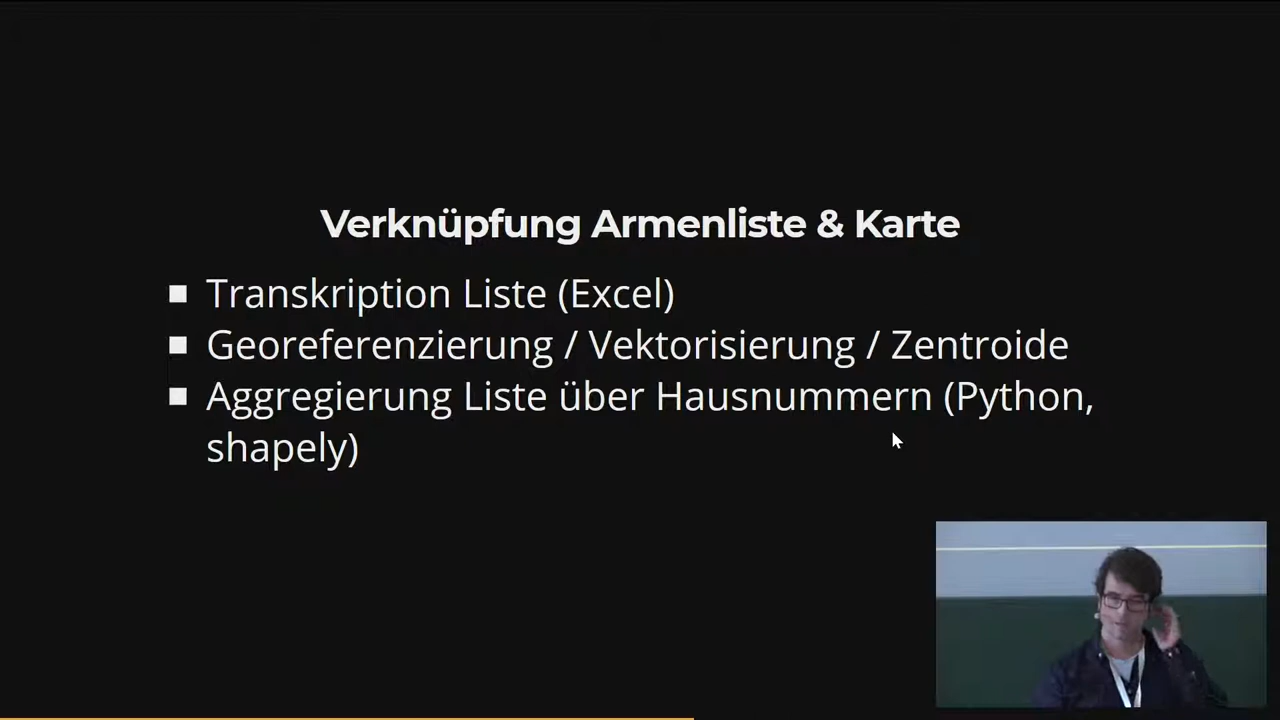 Verknüpfung Armenliste & Karte
Transkription Liste (Excel)
Georeferenzierung / Vektorisierung / Zentroide
Aggregierung Liste über Hausnummern (Python,
shapely)